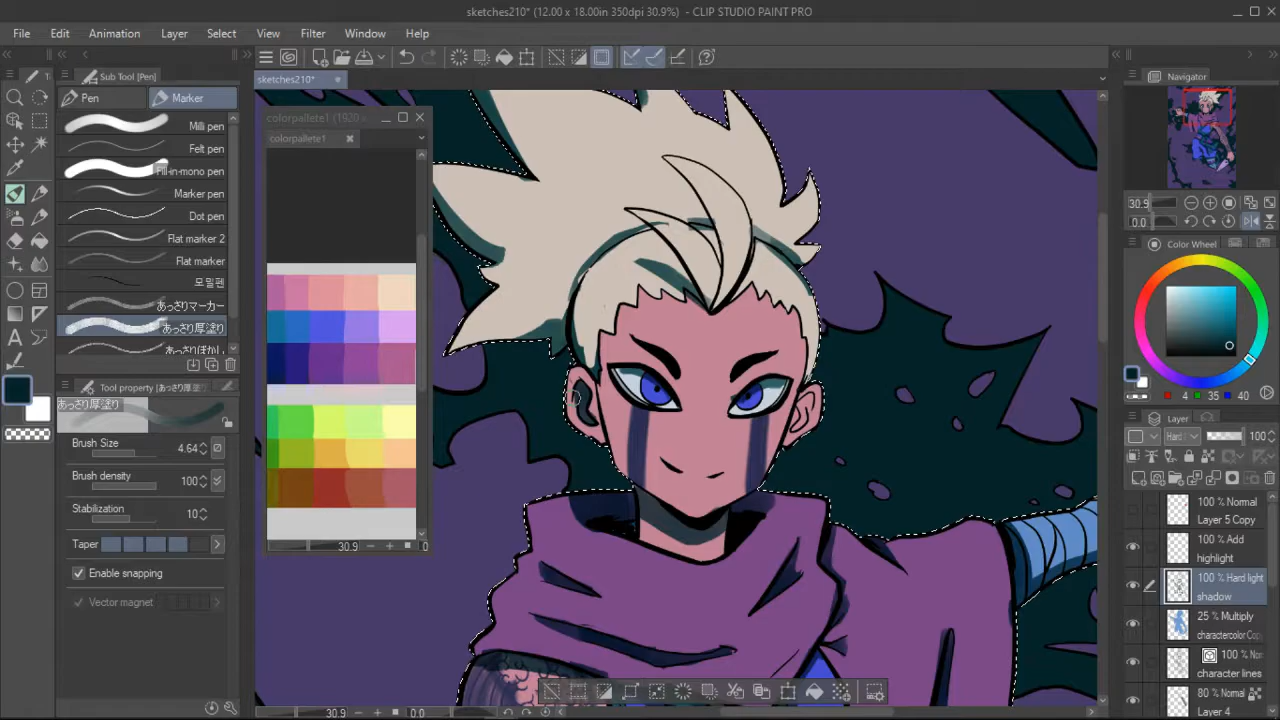 sketches210* (12.00 x 18.00in 350dpi 30.9%) - CLIP STUDIO PAINT PRO
File Edit Animation Layer Select View Filter Window Help
Sub Tool [Pen]
sketches210*
Navigator
Pen Marker
colorpallete1 (1920
Milli pen
colorpallete1
Felt pen
Fill-in-mono pen
Marker pen
Dot pen
30.9
Flat marker 2
0.0
Flat marker
Color Wheel
모밀펜
あっさりマーカー
あっさり厚塗り
あっさりぼかし
Tool property [あっさり厚塗り]
あっさり厚塗り
4 35 40
Layer
Brush Size 4.64
Hard 100
Brush density 100
Stabilization 10
100 % Normal
Layer 5 Copy
Taper
100 % Add
highlight
30.9 0
Enable snapping
100 % Hard light
shadow
Vector magnet
25 % Multiply
charactercolor Cop
100 % No
character lines
80 % Normal
Layer 4
30.9 0.0